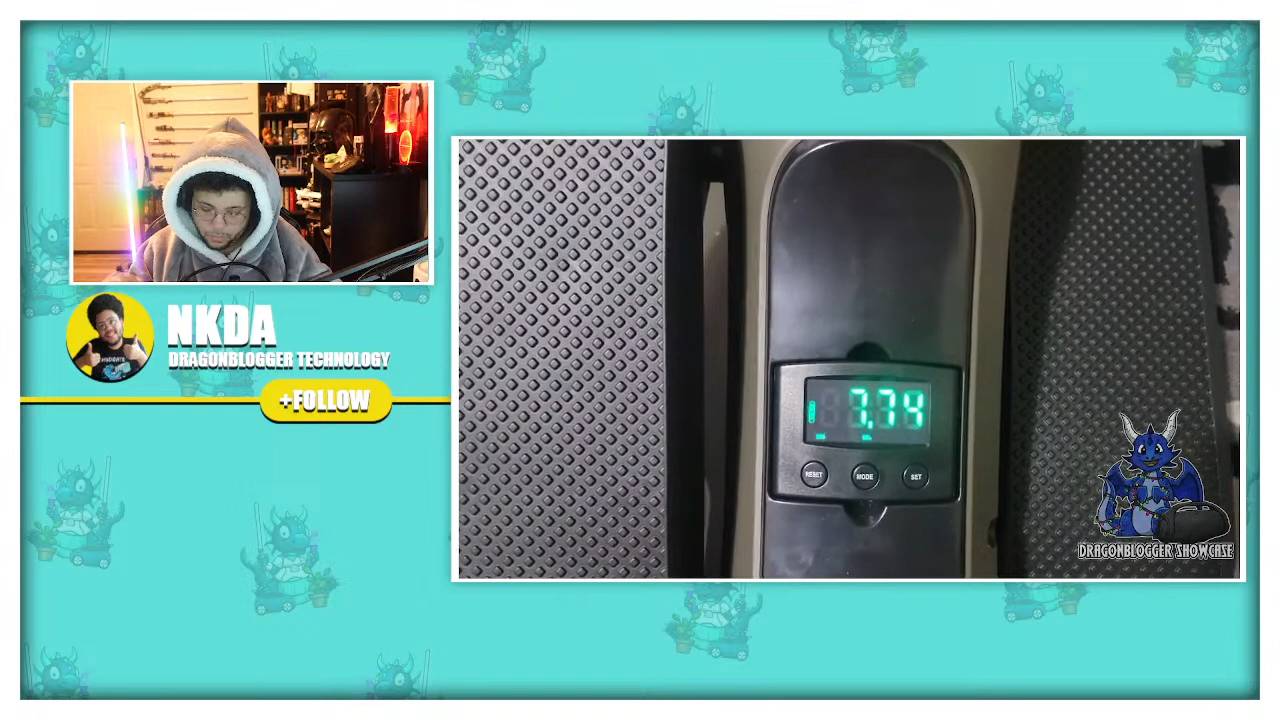 NKDA
DRAGONBLOGGER TECHNOLOGY
+FOLLOW
7.74
RESET
MODE
SET
DRAGONBLOGGER SHOWCASE